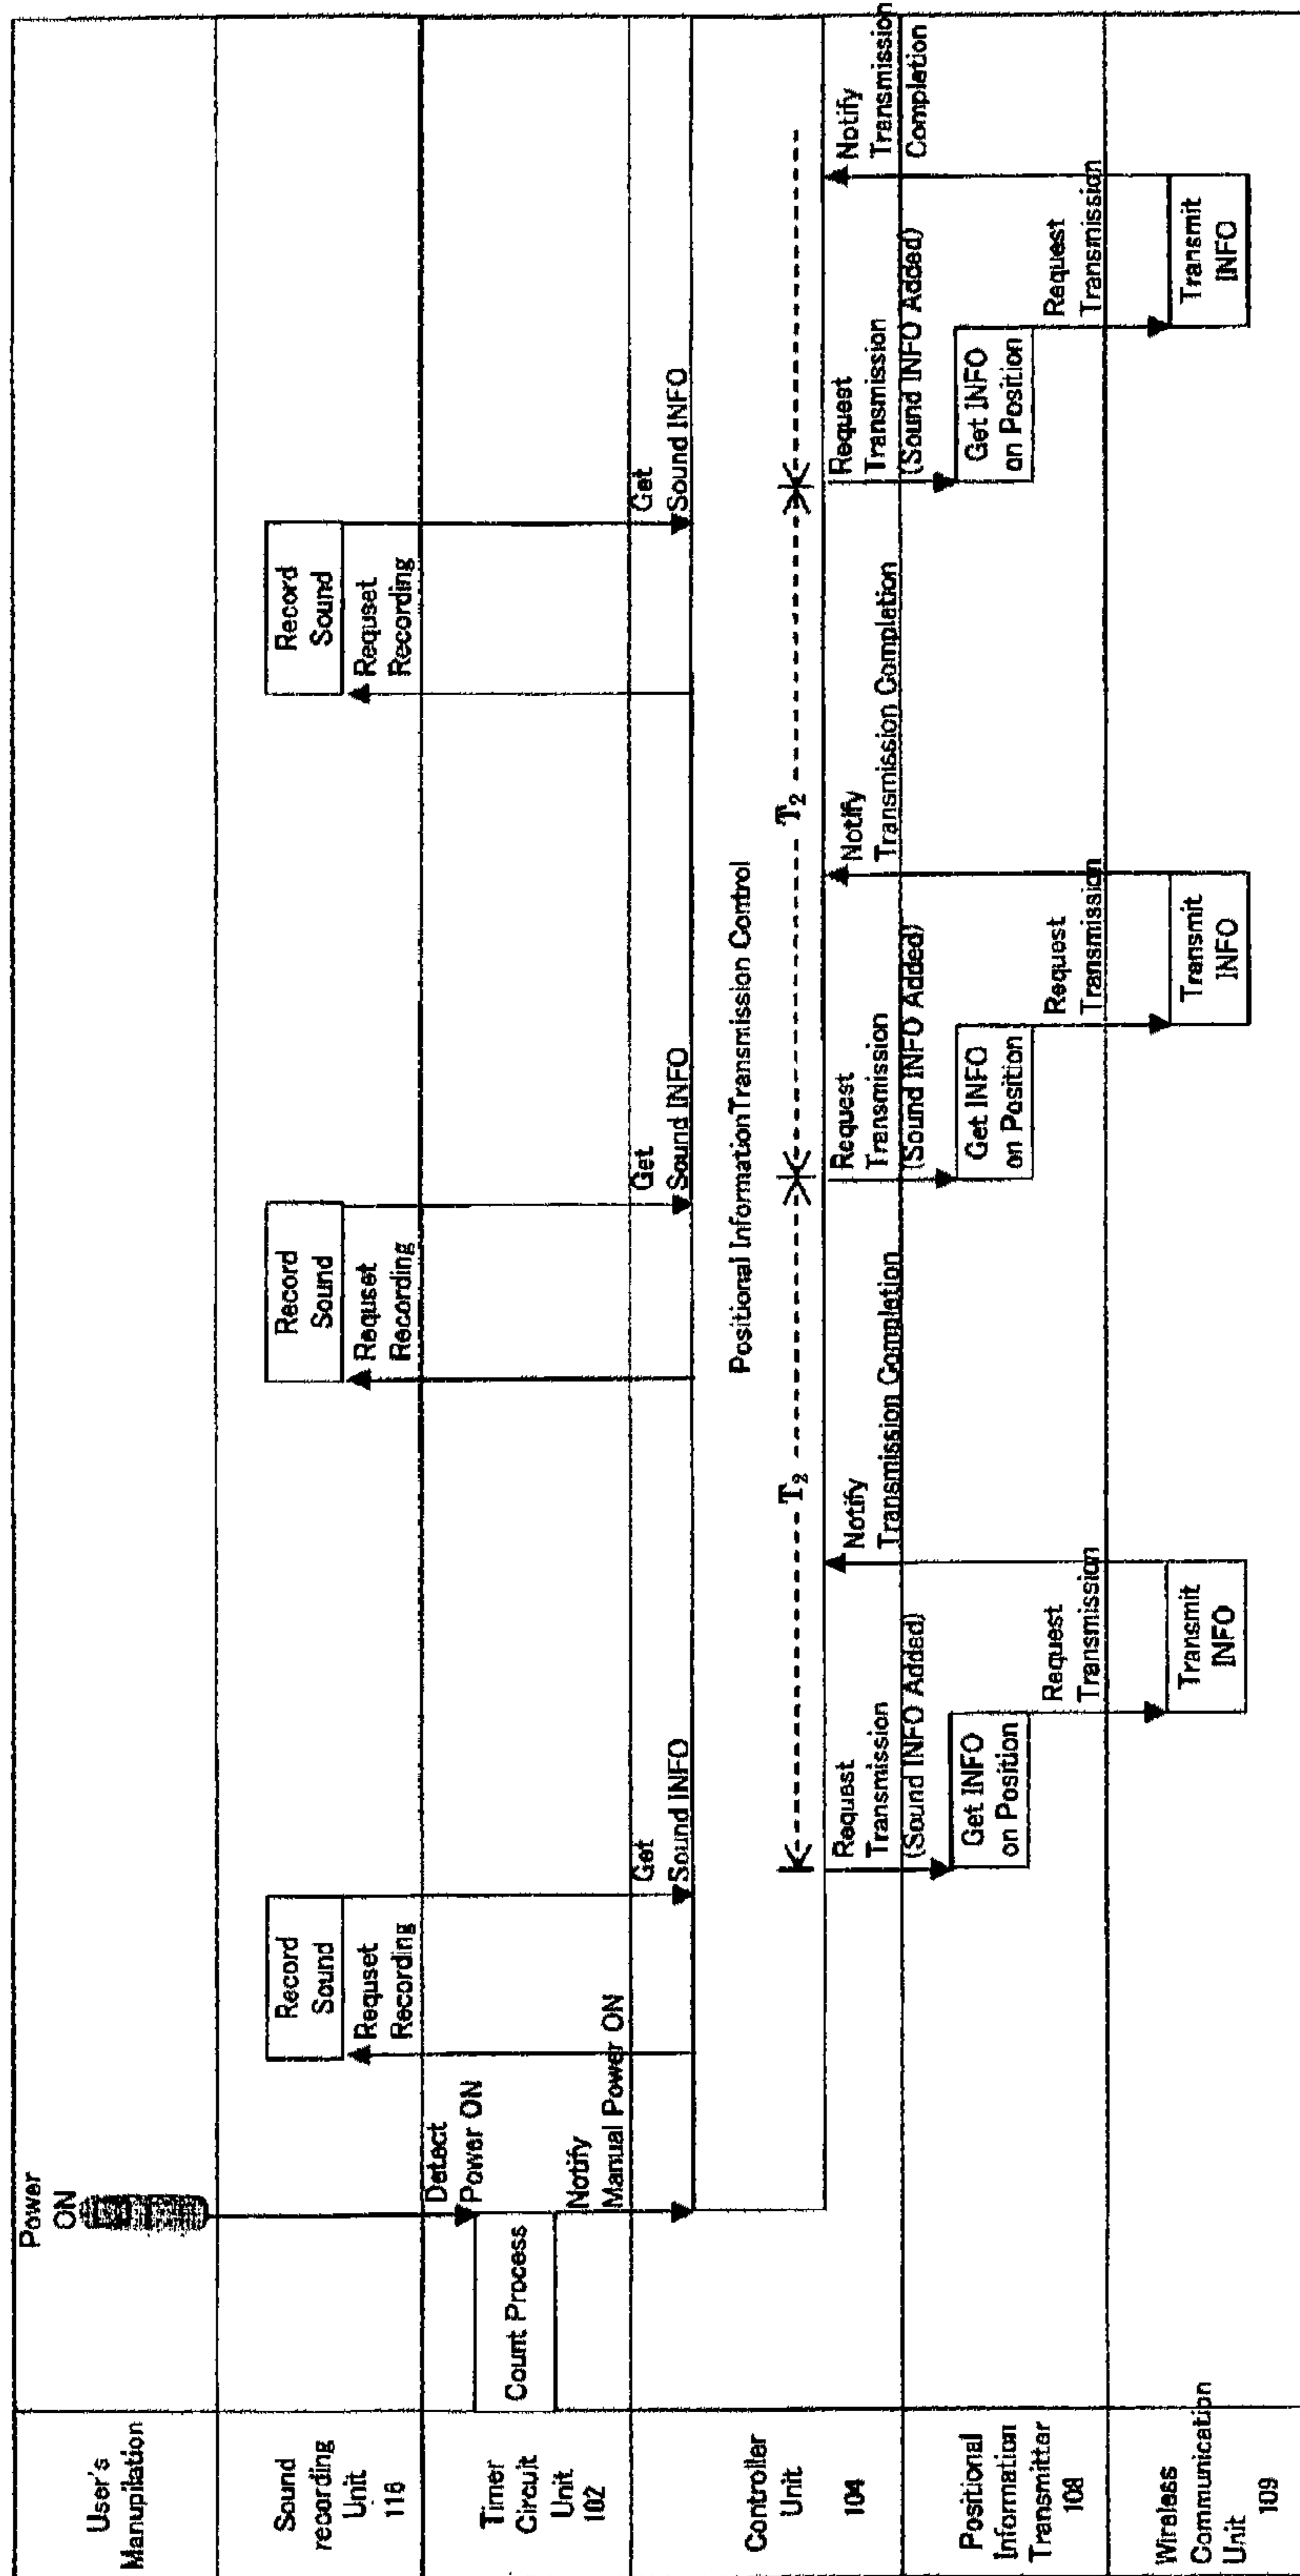 User's
Manupilation
Power
ON
Sound
recording
Unit
Record
Sound
Requset
Recording
Record
Sound
Requset
Recording
Record
Sound
Requset
Recording
Timer
Circuit
Unit
102
Count Process
Detect
Power ON
Notify
Manual Power ON
Get
Sound INFO
Get
Sound INFO
Get
Sound INFO
Controller
Unit
104
Positional InformationTransmission Control
T2
T2
Request
Transmission
(Sound INFO Added)
Notify
Transmission Completion
Request
Transmission
(Sound INFO Added)
Notify
Transmission Completion
Request
Transmission
(Sound INFO Added)
Notify
Transmission
Completion
Positional
Information
Transmitter
108
Get INFO
on Position
Request
Transmission
Get INFO
on Position
Request
Transmission
Get INFO
on Position
Request
Transmission
Wireless
Communication
Unit
109
Transmit
INFO
Transmit
INFO
Transmit
INFO